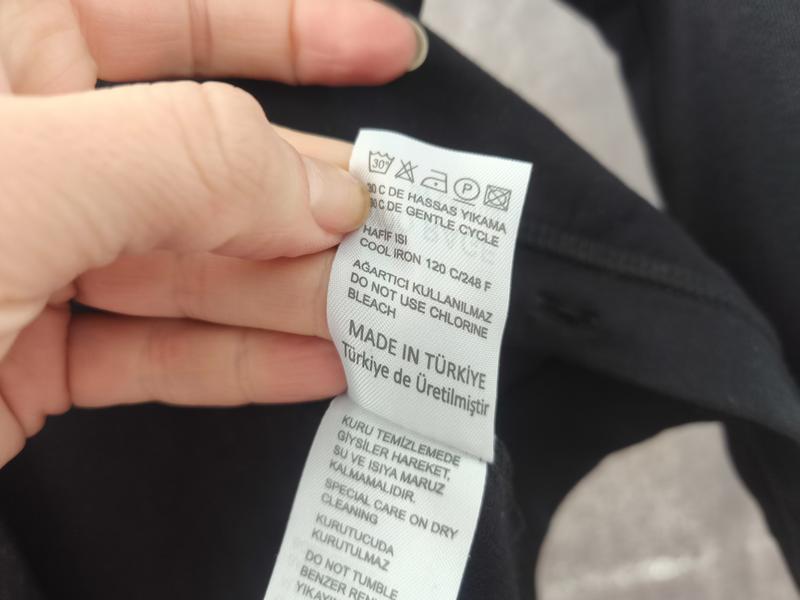 30°
P
30 C DE HASSAS YIKAMA
30 C DE GENTLE CYCLE
HAFİF ISI
COOL IRON 120 C/248 F
AĞARTICI KULLANILMAZ
DO NOT USE CHLORINE
BLEACH
MADE IN TÜRKİYE
Türkiye de Üretilmiştir
KURU TEMİZLEMEDE
GİYSİLER HAREKET,
SU VE ISIYA MARUZ
KALMAMALIDIR.
SPECIAL CARE ON DRY
CLEANING
KURUTUCUDA
KURUTULMAZ
DO NOT TUMBLE
BENZER